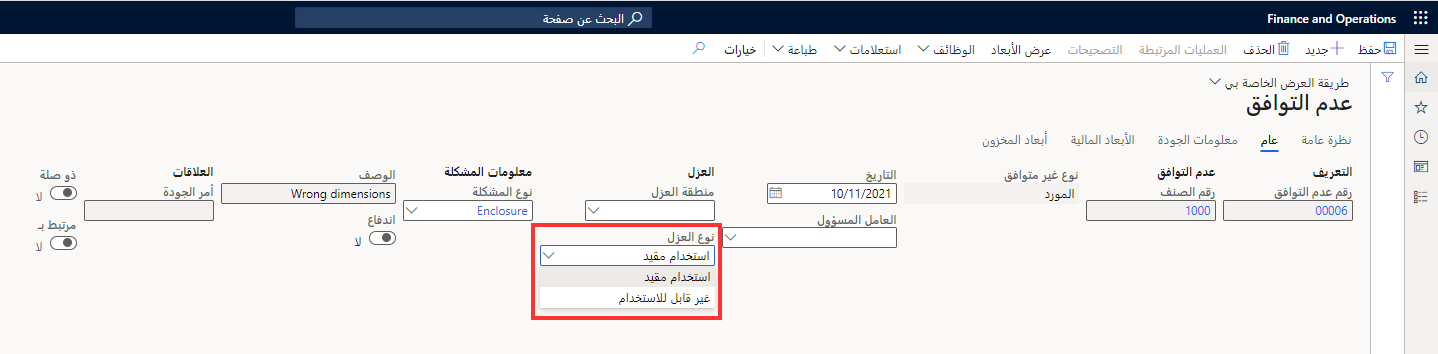 Finance and Operations
البحث عن صفحة
حفظ
جديد
الحذف
العمليات المرتبطة
التصحيحات
عرض الأبعاد
الوظائف
استعلامات
طباعة
خيارات
طريقة العرض الخاصة بي
عدم التوافق
نظرة عامة
عام
معلومات الجودة
الأبعاد المالية
أبعاد المخزون
التعريف
رقم عدم التوافق
00006
عدم التوافق
رقم الصنف
1000
نوع غير متوافق
المورد
التاريخ
10/11/2021
العامل المسؤول
العزل
منطقة العزل
نوع العزل
استخدام مقيد
استخدام مقيد
غير قابل للاستخدام
معلومات المشكلة
نوع المشكلة
Enclosure
الوصف
Wrong dimensions
اندفاع
لا
العلاقات
أمر الجودة
ذو صلة
لا
مرتبط بـ
لا